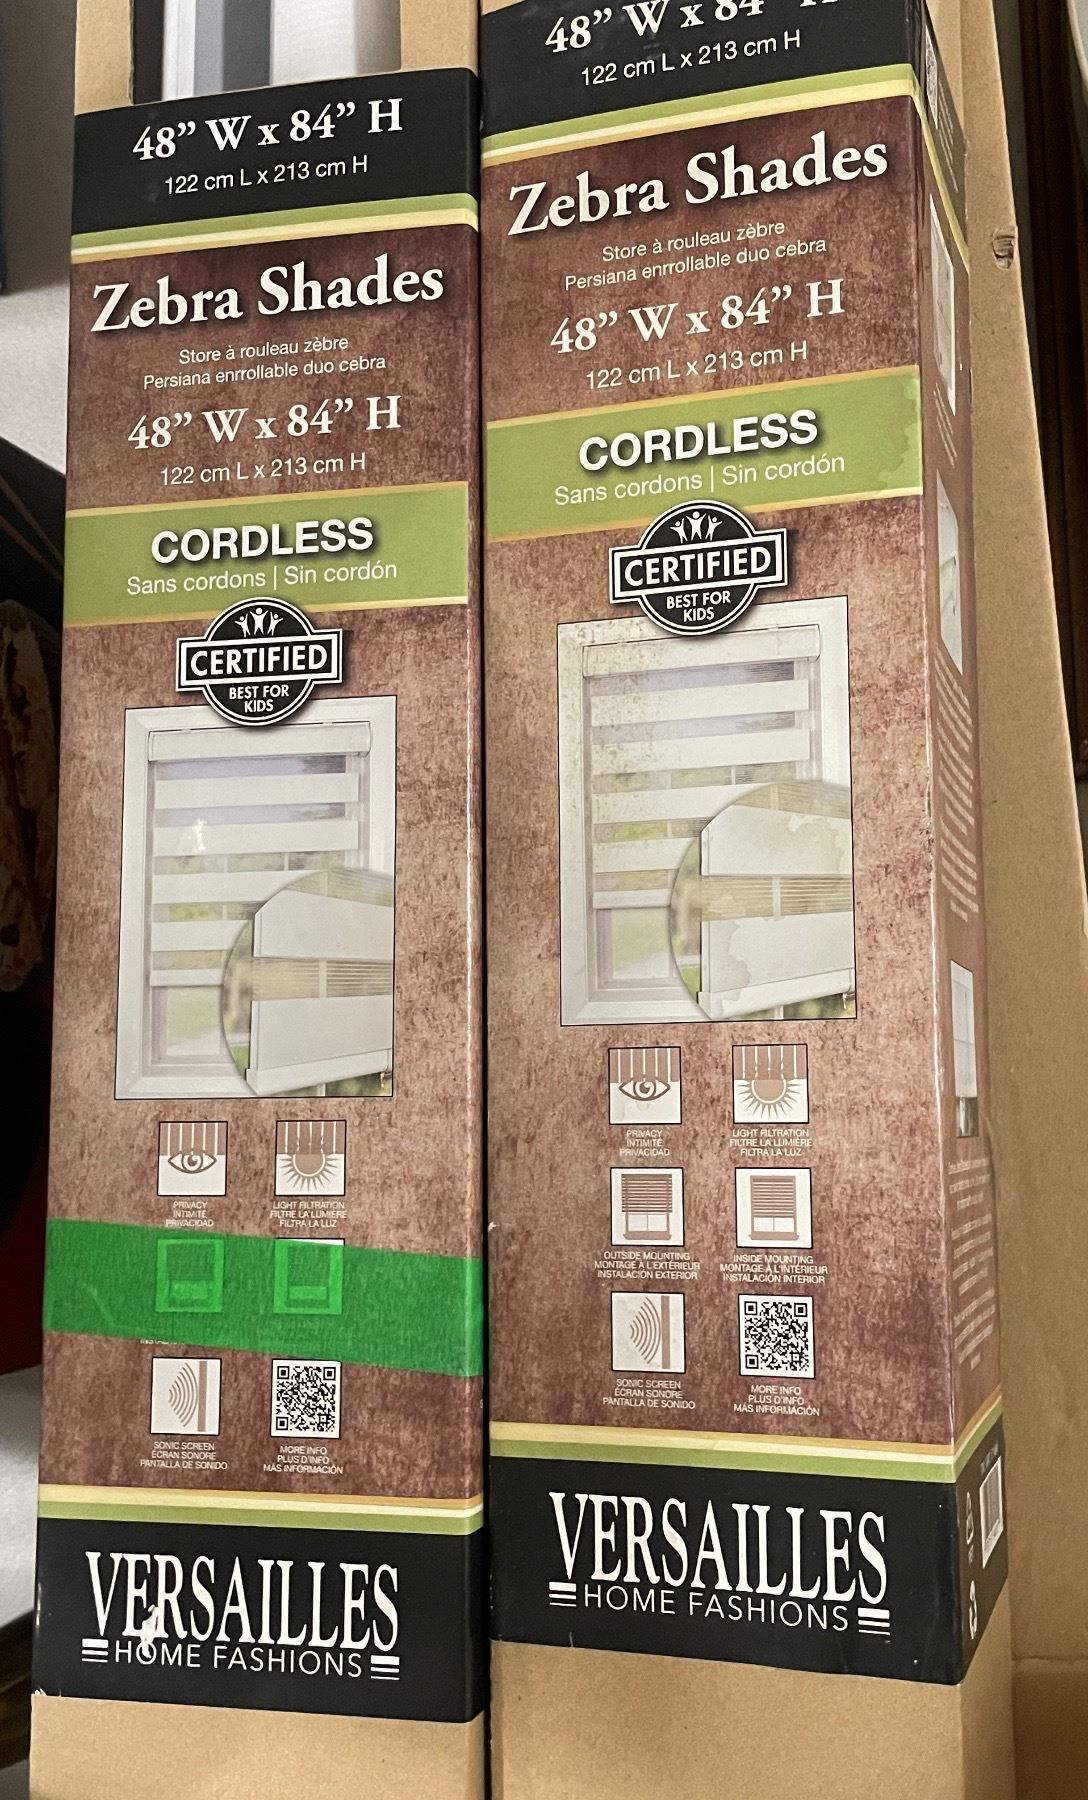 48” W x 84” H
122 cm L x 213 cm H
Zebra Shades
Store à rouleau zèbre
Persiana enrrollable duo cebra
48” W x 84” H
122 cm L x 213 cm H
CORDLESS
Sans cordons | Sin cordón
CERTIFIED
BEST FOR
KIDS
PRIVACY
INTIMITÉ
PRIVACIDAD
LIGHT FILTRATION
FILTRE LA LUMIÈRE
FILTRA LA LUZ
SONIC SCREEN
ÉCRAN SONORE
PANTALLA DE SONIDO
MORE INFO
PLUS D'INFO
MÁS INFORMACIÓN
VERSAILLES
HOME FASHIONS
48” W x 84” H
122 cm L x 213 cm H
Zebra Shades
Store à rouleau zèbre
Persiana enrrollable duo cebra
48” W x 84” H
122 cm L x 213 cm H
CORDLESS
Sans cordons | Sin cordón
CERTIFIED
BEST FOR
KIDS
PRIVACY
INTIMITÉ
PRIVACIDAD
LIGHT FILTRATION
FILTRE LA LUMIÈRE
FILTRA LA LUZ
OUTSIDE MOUNTING
MONTAGE À L'EXTÉRIEUR
INSTALACIÓN EXTERIOR
INSIDE MOUNTING
MONTAGE À L'INTÉRIEUR
INSTALACIÓN INTERIOR
SONIC SCREEN
ÉCRAN SONORE
PANTALLA DE SONIDO
MORE INFO
PLUS D'INFO
MÁS INFORMACIÓN
VERSAILLES
HOME FASHIONS